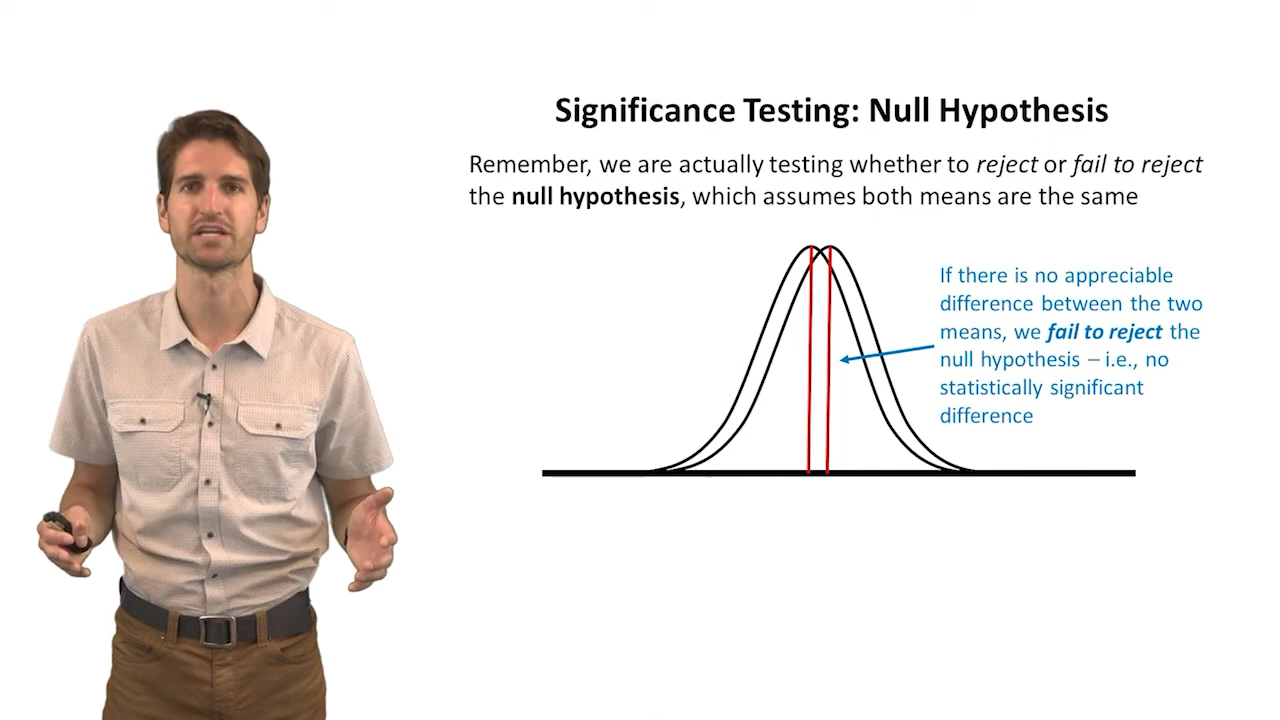 Significance Testing: Null Hypothesis
Remember, we are actually testing whether to reject or fail to reject
the null hypothesis, which assumes both means are the same
If there is no appreciable
difference between the two
means, we fail to reject the
null hypothesis – i.e., no
statistically significant
difference